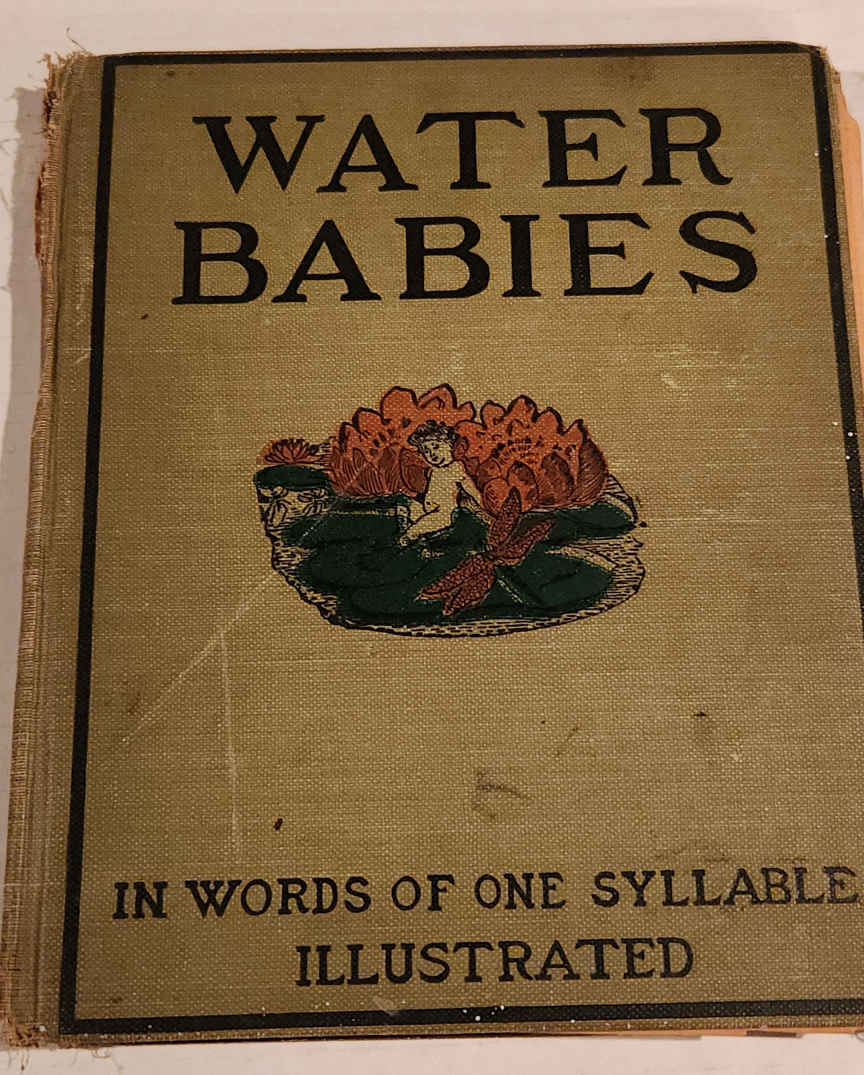 WATER
BABIES
IN WORDS OF ONE SYLLABLE
ILLUSTRATED